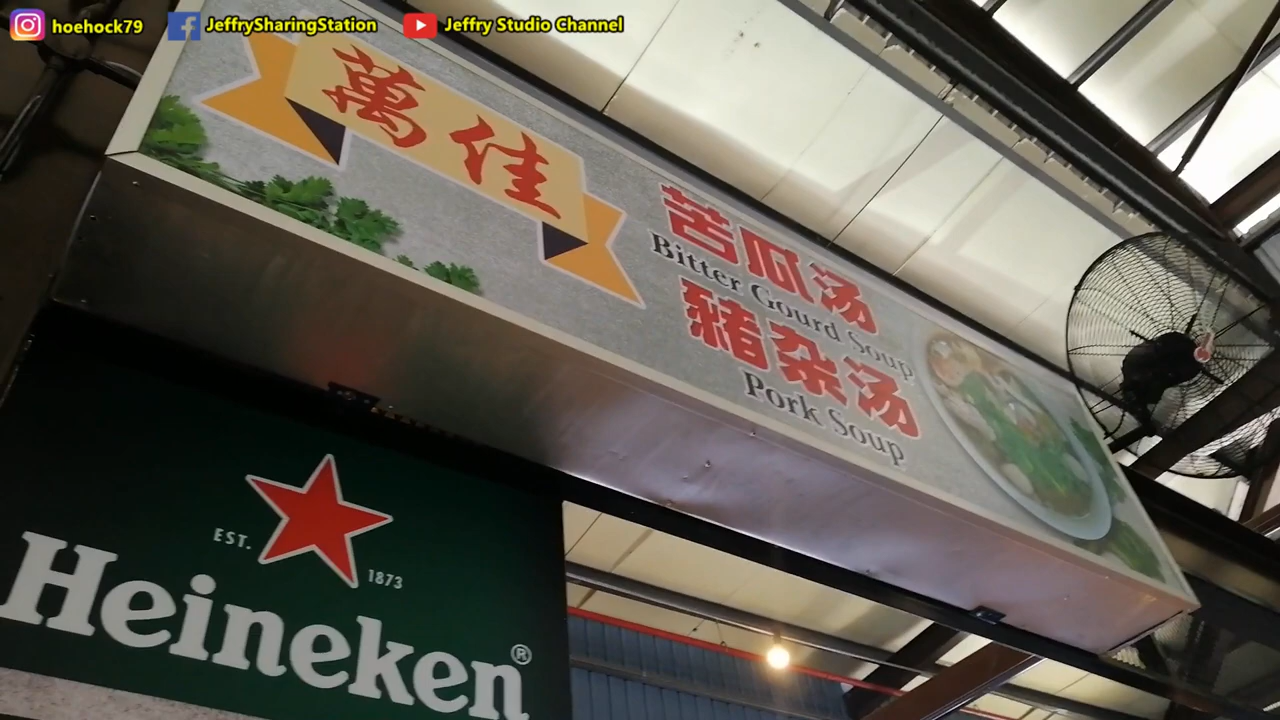 hoehock79 JeffrySharingStation Jeffry Studio Channel
萬佳
苦瓜汤
Bitter Gourd Soup
豬杂汤
Pork Soup
EST. 1873
Heineken®